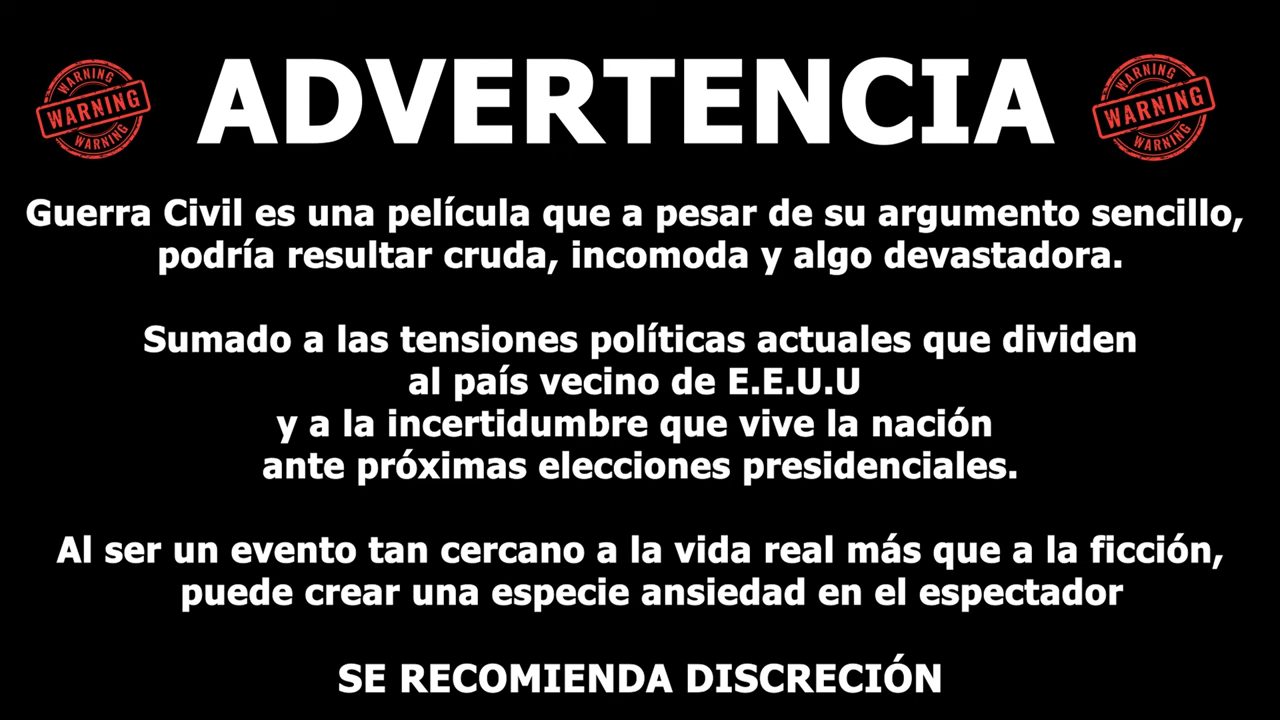 WARNING
WARNING
WARNING
ADVERTENCIA
WARNING
WARNING
WARNING
Guerra Civil es una película que a pesar de su argumento sencillo,
podría resultar cruda, incomoda y algo devastadora.
Sumado a las tensiones políticas actuales que dividen
al país vecino de E.E.U.U
y a la incertidumbre que vive la nación
ante próximas elecciones presidenciales.
Al ser un evento tan cercano a la vida real más que a la ficción,
puede crear una especie ansiedad en el espectador
SE RECOMIENDA DISCRECIÓN